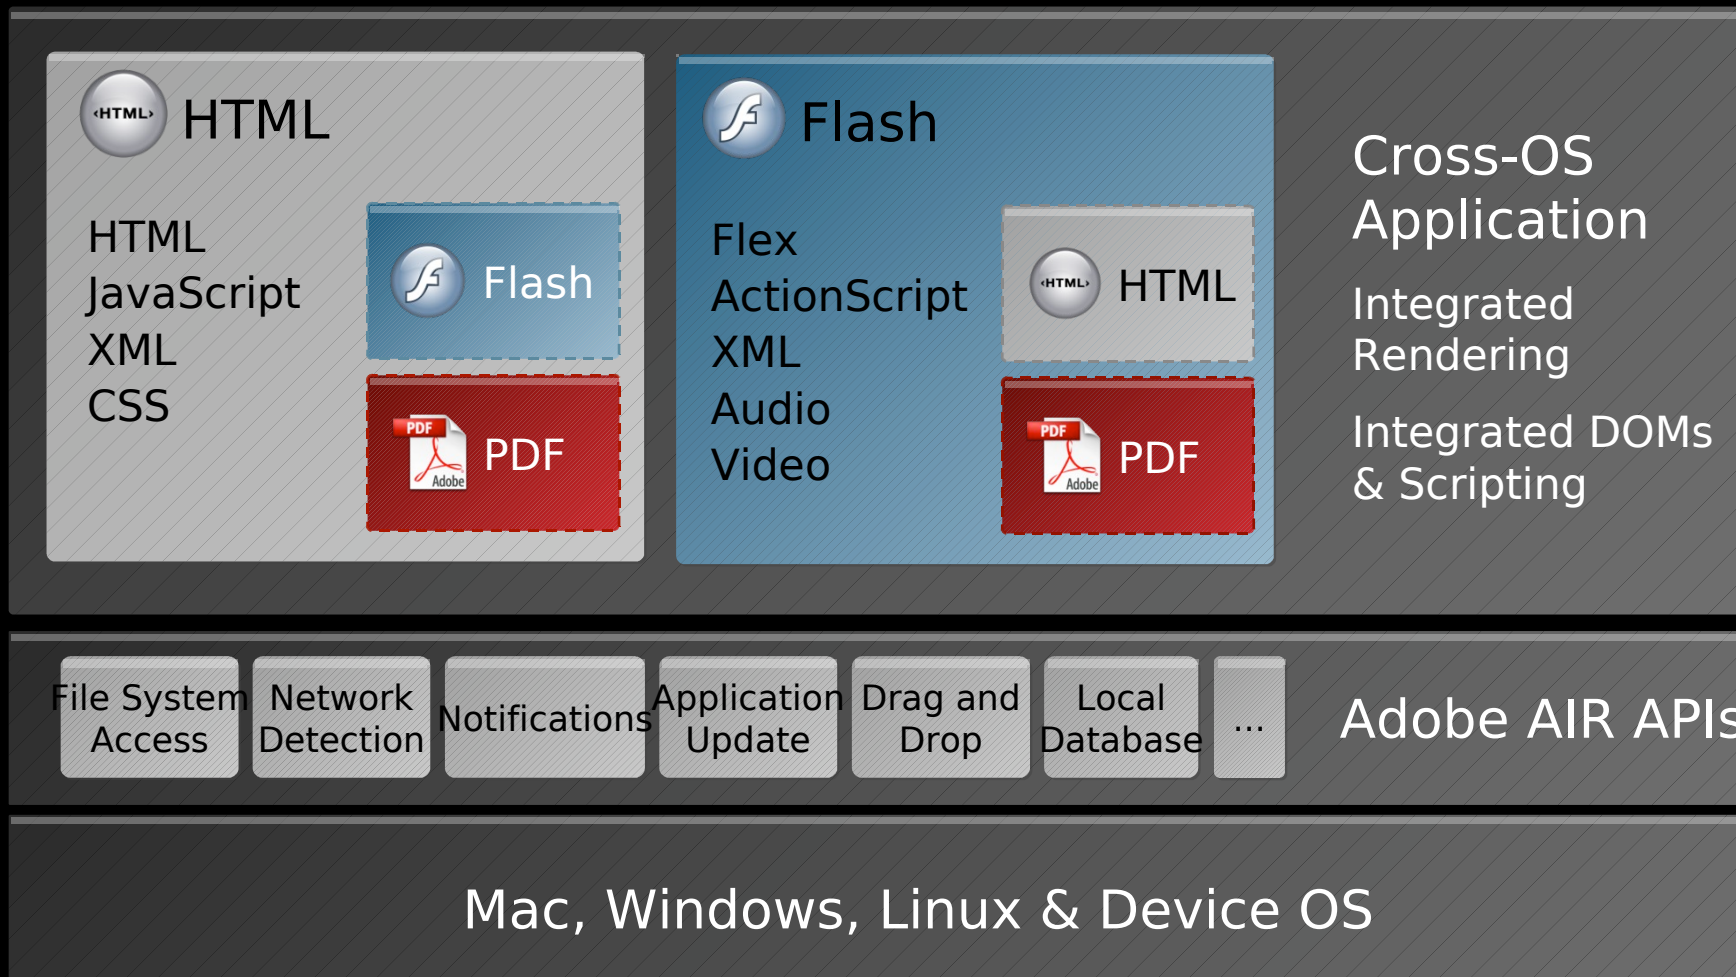 ‹HTML›
HTML
HTML
JavaScript
XML
CSS
Flash
PDF
Adobe
PDF
Flash
Flex
ActionScript
XML
Audio
Video
‹HTML›
HTML
PDF
Adobe
PDF
Cross-OS
Application
Integrated
Rendering
Integrated DOMs
& Scripting
File System
Access
Network
Detection
Notifications
Application
Update
Drag and
Drop
Local
Database
...
Adobe AIR APIs
Mac, Windows, Linux & Device OS